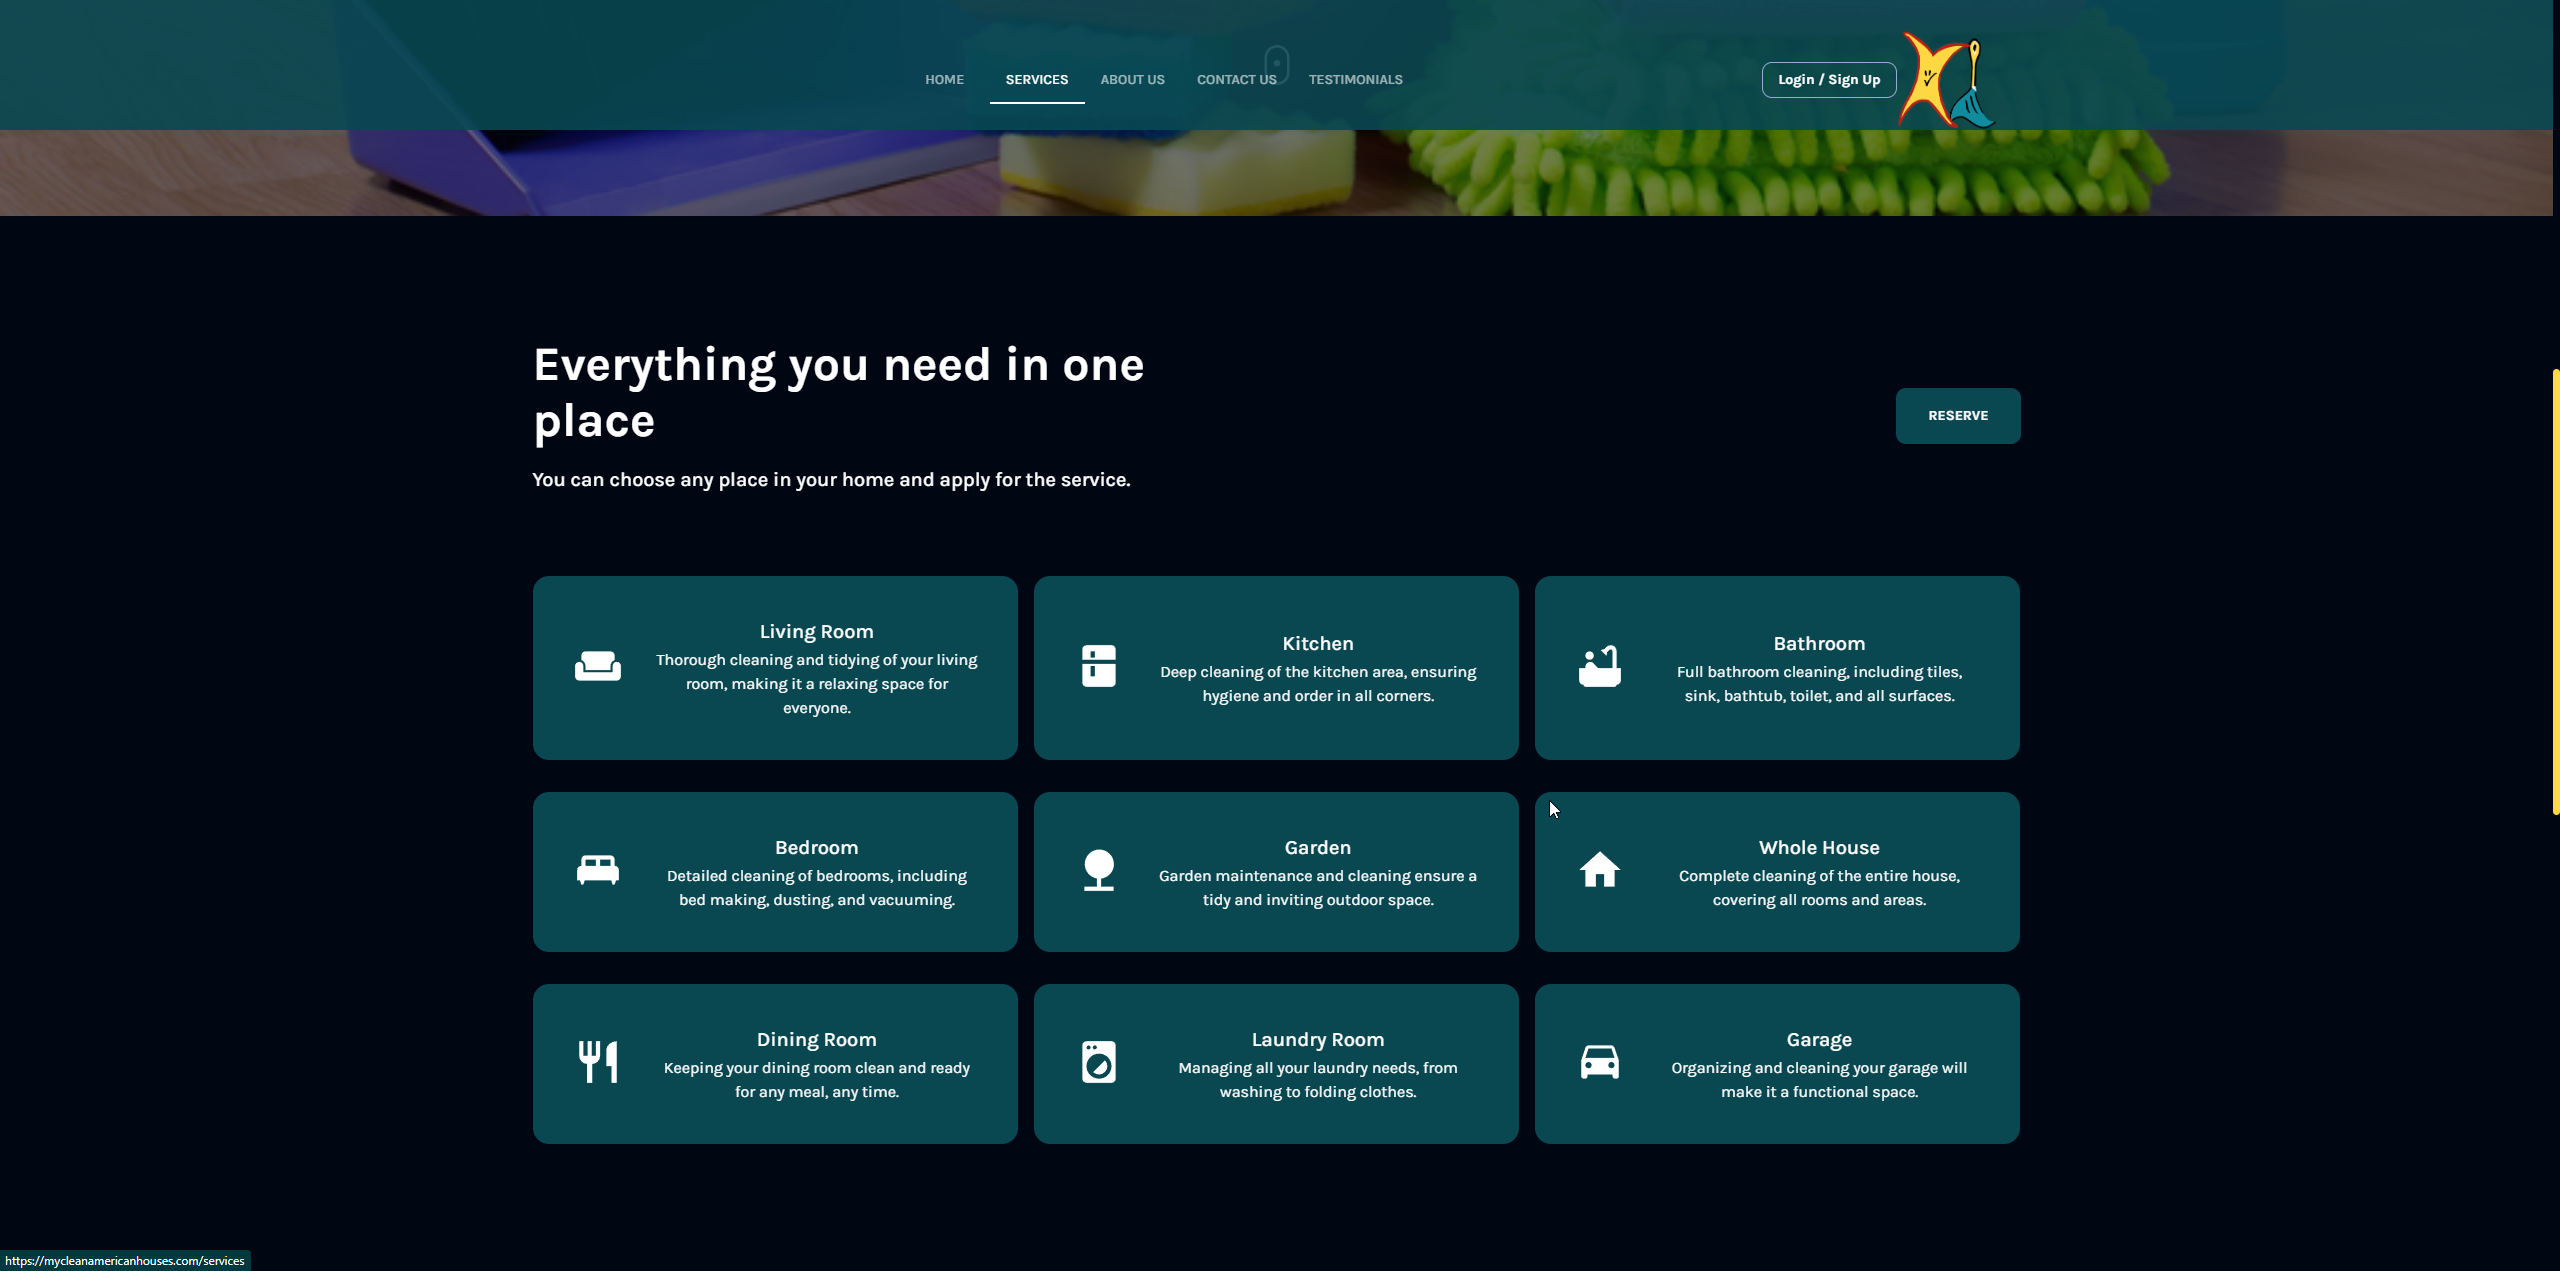 HOME SERVICES ABOUT US CONTACT US TESTIMONIALS Login / Sign Up
Everything you need in one
place
RESERVE
You can choose any place in your home and apply for the service.
Living Room
Thorough cleaning and tidying of your living
room, making it a relaxing space for
everyone.
Kitchen
Deep cleaning of the kitchen area, ensuring
hygiene and order in all corners.
Bathroom
Full bathroom cleaning, including tiles,
sink, bathtub, toilet, and all surfaces.
Bedroom
Detailed cleaning of bedrooms, including
bed making, dusting, and vacuuming.
Garden
Garden maintenance and cleaning ensure a
tidy and inviting outdoor space.
Whole House
Complete cleaning of the entire house,
covering all rooms and areas.
Dining Room
Keeping your dining room clean and ready
for any meal, any time.
Laundry Room
Managing all your laundry needs, from
washing to folding clothes.
Garage
Organizing and cleaning your garage will
make it a functional space.
https://mycleanamericanhouses.com/services